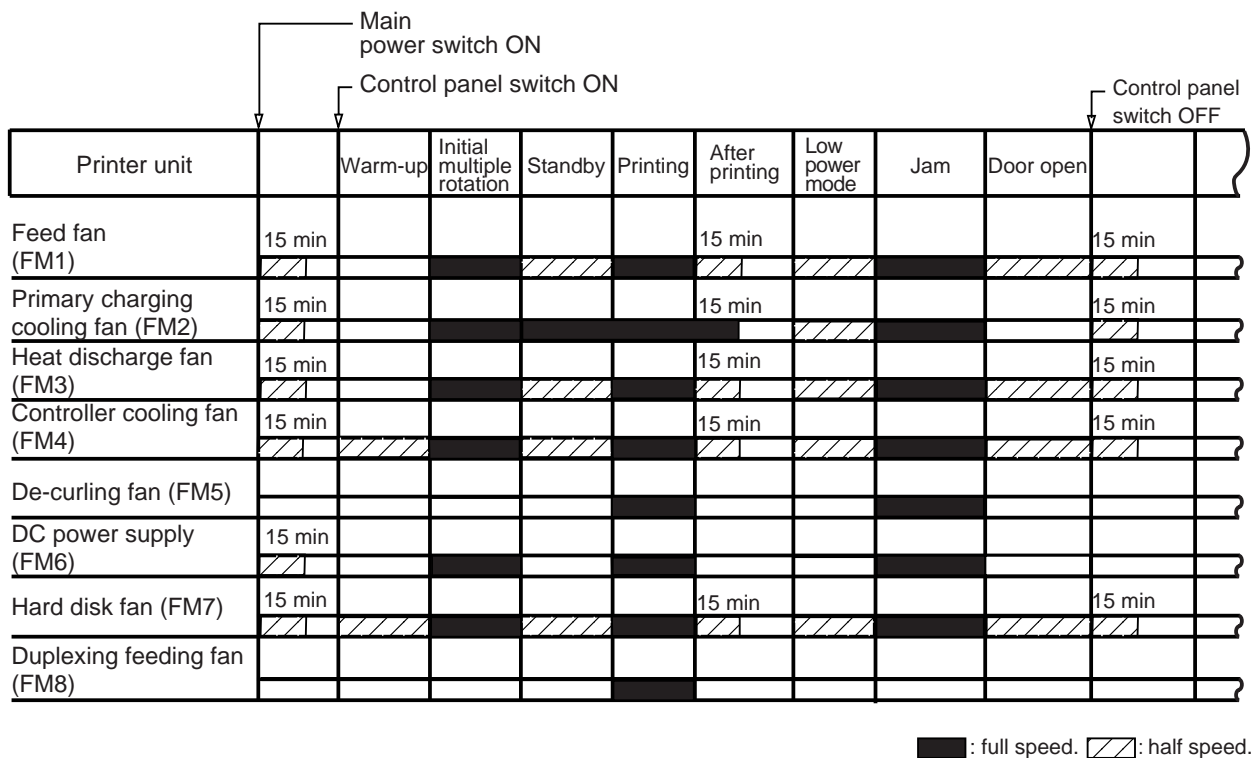 Main
power switch ON
Control panel switch ON
Control panel
switch OFF
Printer unit
Warm-up
Initial
multiple
rotation
Standby
Printing
After
printing
Low
power
mode
Jam
Door open
Feed fan
(FM1)
15 min
15 min
15 min
Primary charging
cooling fan (FM2)
15 min
15 min
15 min
Heat discharge fan
(FM3)
15 min
15 min
15 min
Controller cooling fan
(FM4)
15 min
15 min
15 min
De-curling fan (FM5)
DC power supply
(FM6)
15 min
Hard disk fan (FM7)
15 min
15 min
15 min
Duplexing feeding fan
(FM8)
: full speed.
: half speed.